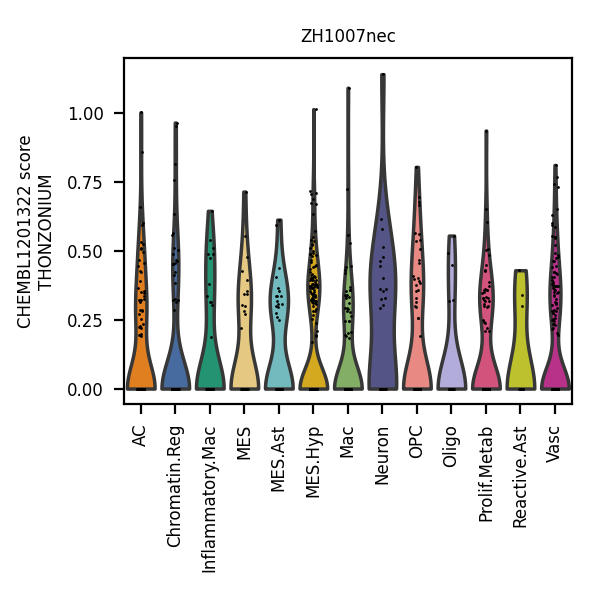 ZH1007nec
CHEMBL1201322 score
THONZONIUM
1.00
0.75
0.50
0.25
0.00
AC
Chromatin.Reg
Inflammatory.Mac
MES
MES.Ast
MES.Hyp
Mac
Neuron
OPC
Oligo
Prolif.Metab
Reactive.Ast
Vasc